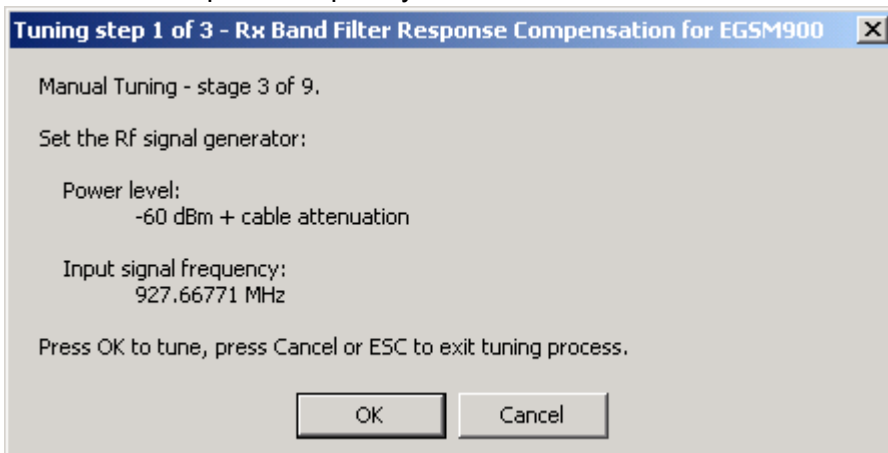 Tuning step 1 of 3 - Rx Band Filter Response Compensation for EGSM900
Manual Tuning - stage 3 of 9.
Set the Rf signal generator:
Power level:
-60 dBm + cable attenuation
Input signal frequency:
927.66771 MHz
Press OK to tune, press Cancel or ESC to exit tuning process.
OK
Cancel